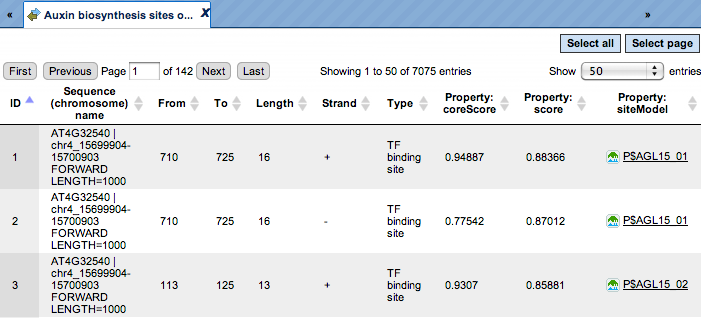 « Auxin biosynthesis sites o... X »
Select all Select page
First Previous Page 1 of 142 Next Last Showing 1 to 50 of 7075 entries Show 50 entries
ID Sequence (chromosome) name From To Length Strand Type Property: coreScore Property: score Property: siteModel
1 AT4G32540 | chr4_15699904-15700903 FORWARD LENGTH=1000 710 725 16 + TF binding site 0.94887 0.88366 P$AGL15_01
2 AT4G32540 | chr4_15699904-15700903 FORWARD LENGTH=1000 710 725 16 - TF binding site 0.77542 0.87012 P$AGL15_01
3 AT4G32540 | chr4_15699904-15700903 FORWARD LENGTH=1000 113 125 13 + TF binding site 0.9307 0.85881 P$AGL15_02